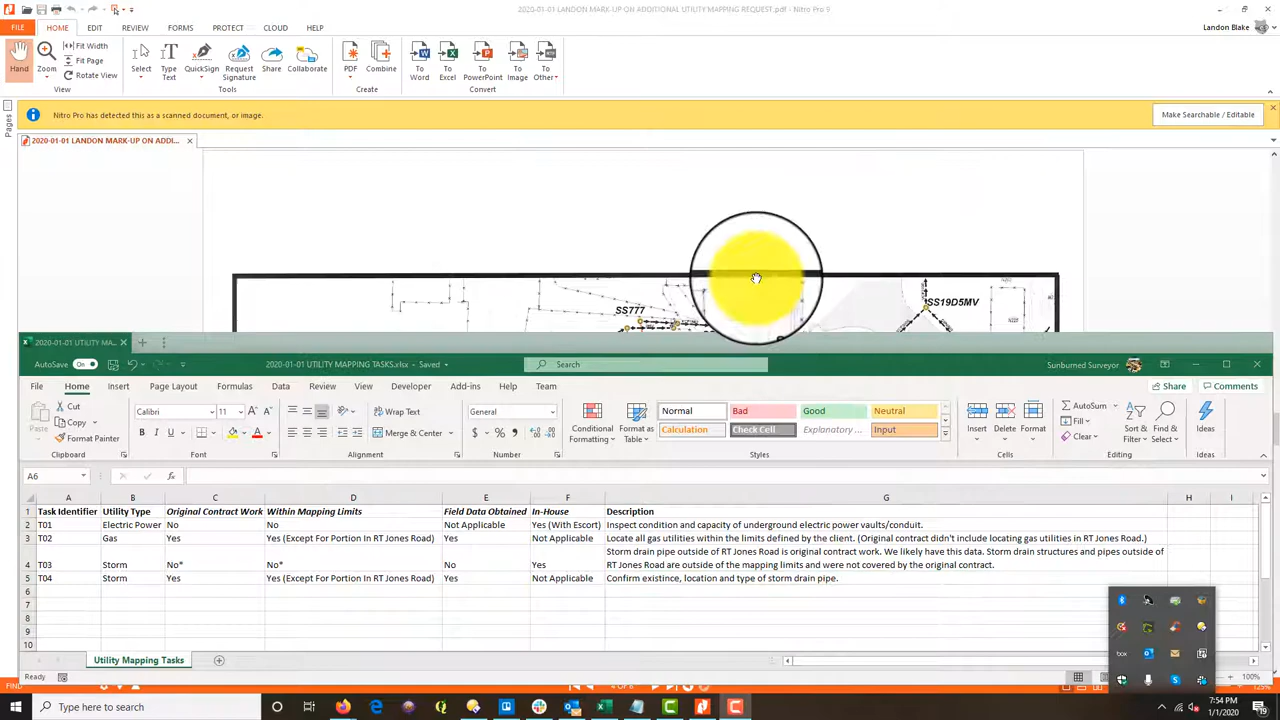 2020-01-01 LANDON MARK-UP ON ADDITIONAL UTILITY MAPPING REQUEST.pdf - Nitro Pro 9
FILE HOME EDIT REVIEW FORMS PROTECT CLOUD HELP Landon Blake
Hand Zoom Fit Width Fit Page Rotate View Select Type Text QuickSign Request Signature Share Collaborate PDF Combine To Word To Excel To PowerPoint To Image To Other
View Tools Create Convert
Pages
Nitro Pro has detected this as a scanned document, or image. Make Searchable / Editable
2020-01-01 LANDON MARK-UP ON ADDI...
SS777
SS19D5MV
2020-01-01 UTILITY MA...
AutoSave On 2020-01-01 UTILITY MAPPING TASKS.xlsx - Saved Search Sunburned Surveyor
File Home Insert Page Layout Formulas Data Review View Developer Add-ins Help Team Share Comments
Paste Cut Copy Format Painter Calibri 11 Wrap Text Merge & Center General Conditional Formatting Format as Table Normal Bad Good Neutral Calculation Check Cell Explanatory ... Input Insert Delete Format AutoSum Fill Clear Sort & Filter Find & Select Ideas
B I U $ % ,
Clipboard Font Alignment Number Styles Cells Editing Ideas
A6 fx
A B C D E F G H I
1 Task Identifier Utility Type Original Contract Work Within Mapping Limits Field Data Obtained In-House Description
2 T01 Electric Power No No Not Applicable Yes (With Escort) Inspect condition and capacity of underground electric power vaults/conduit.
3 T02 Gas Yes Yes (Except For Portion In RT Jones Road) Yes Not Applicable Locate all gas utilities within the limits defined by the client. (Original contract didn't include locating gas utilities in RT Jones Road.)
Storm drain pipe outside of RT Jones Road is original contract work. We likely have this data. Storm drain structures and pipes outside of
4 T03 Storm No* No* No Yes RT Jones Road are outside of the mapping limits and were not covered by the original contract.
5 T04 Storm Yes Yes (Except For Portion In RT Jones Road) Yes Not Applicable Confirm existince, location and type of storm drain pipe.
6
7
8
9
10
Utility Mapping Tasks
Ready 100%
FIND 4 OF 6 125%
box
Type here to search
7:54 PM
1/1/2020